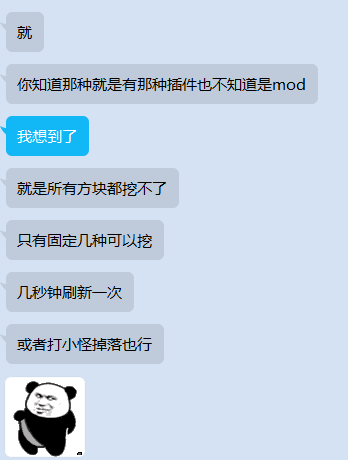 就
你知道那种就是有那种插件也不知道是mod
我想到了
就是所有方块都挖不了
只有固定几种可以挖
几秒钟刷新一次
或者打小怪掉落也行